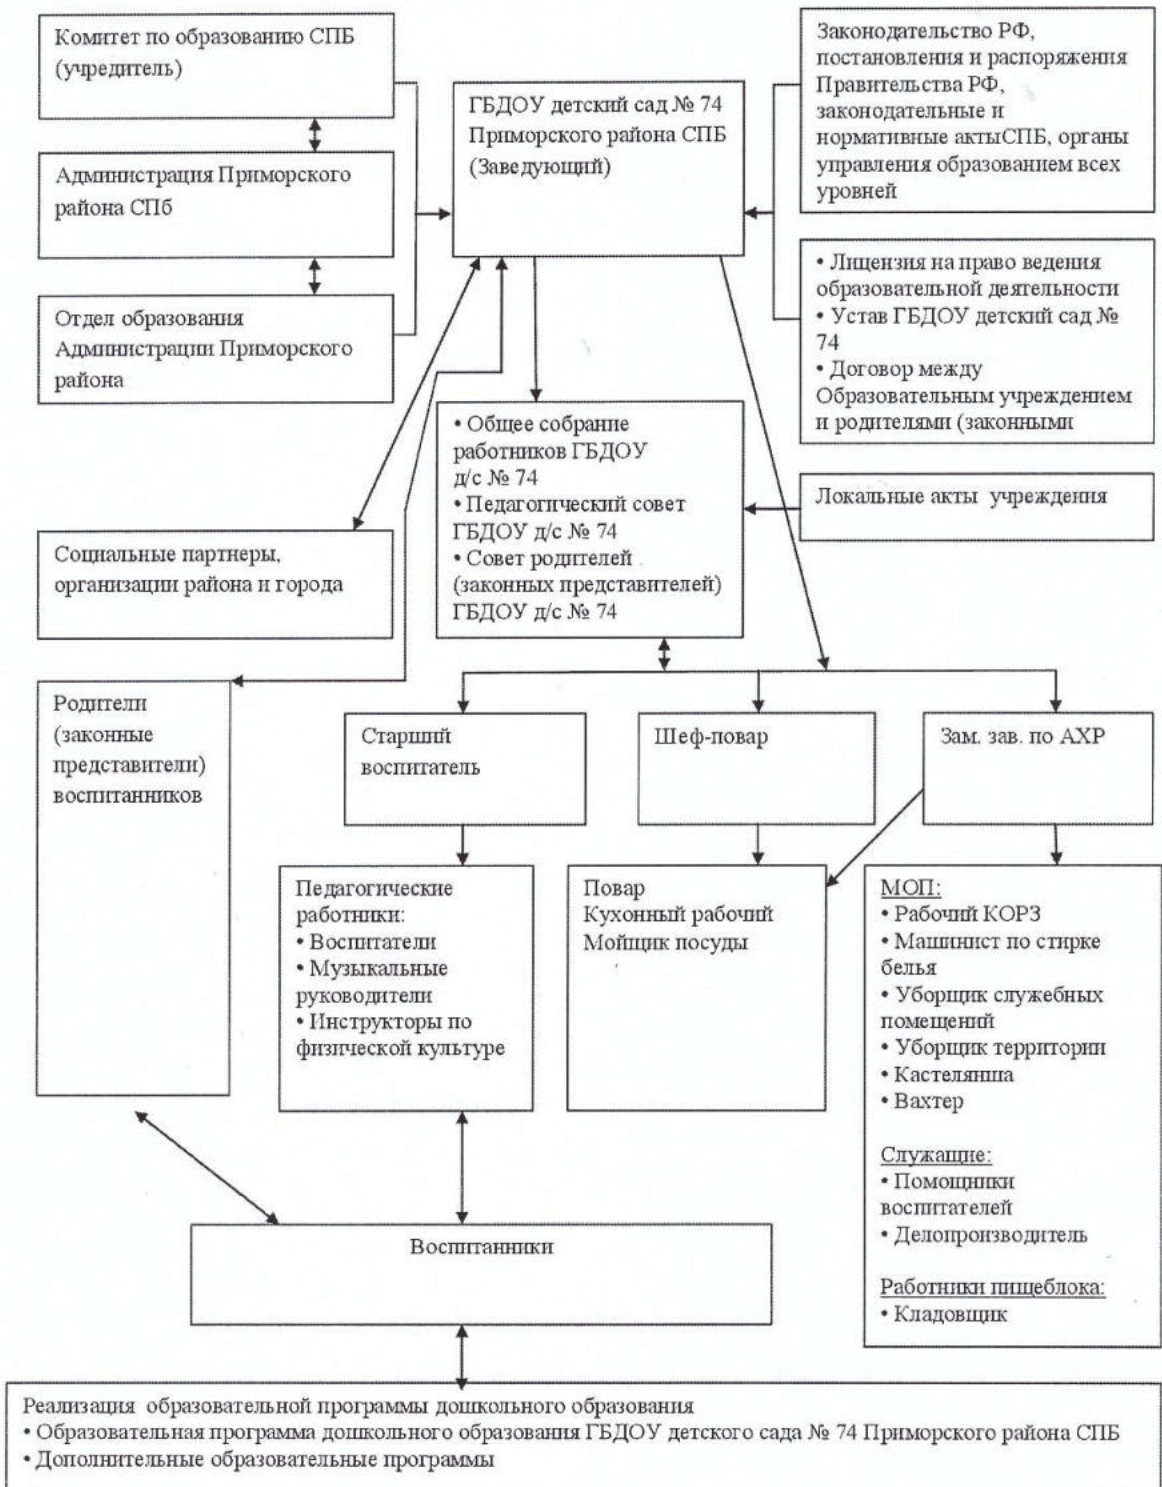 Комитет по образованию СПБ
(учредитель)
Администрация Приморского
района СПб
Отдел образования
Администрации Приморского
района
ГБДОУ детский сад № 74
Приморского района СПБ
(Заведующий)
Законодательство РФ,
постановления и распоряжения
Правительства РФ,
законодательные и
нормативные актыСПБ, органы
управления образованием всех
уровней
• Лицензия на право ведения
образовательной деятельности
• Устав ГБДОУ детский сад №
74
• Договор между
Образовательным учреждением
и родителями (законными
• Общее собрание
работников ГБДОУ
д/с № 74
• Педагогический совет
ГБДОУ д/с № 74
• Совет родителей
(законных представителей)
ГБДОУ д/с № 74
Локальные акты учреждения
Социальные партнеры,
организации района и города
Родители
(законные
представители)
воспитанников
Старший
воспитатель
Шеф-повар
Зам. зав. по АХР
Педагогические
работники:
• Воспитатели
• Музыкальные
руководители
• Инструкторы по
физической культуре
Повар
Кухонный рабочий
Мойщик посуды
МОП:
• Рабочий КОРЗ
• Машинист по стирке
белья
• Уборщик служебных
помещений
• Уборщик территории
• Кастелянша
• Вахтер
Служащие:
• Помощники
воспитателей
• Делопроизводитель
Работники пищеблока:
• Кладовщик
Воспитанники
Реализация образовательной программы дошкольного образования
• Образовательная программа дошкольного образования ГБДОУ детского сада № 74 Приморского района СПБ
• Дополнительные образовательные программы